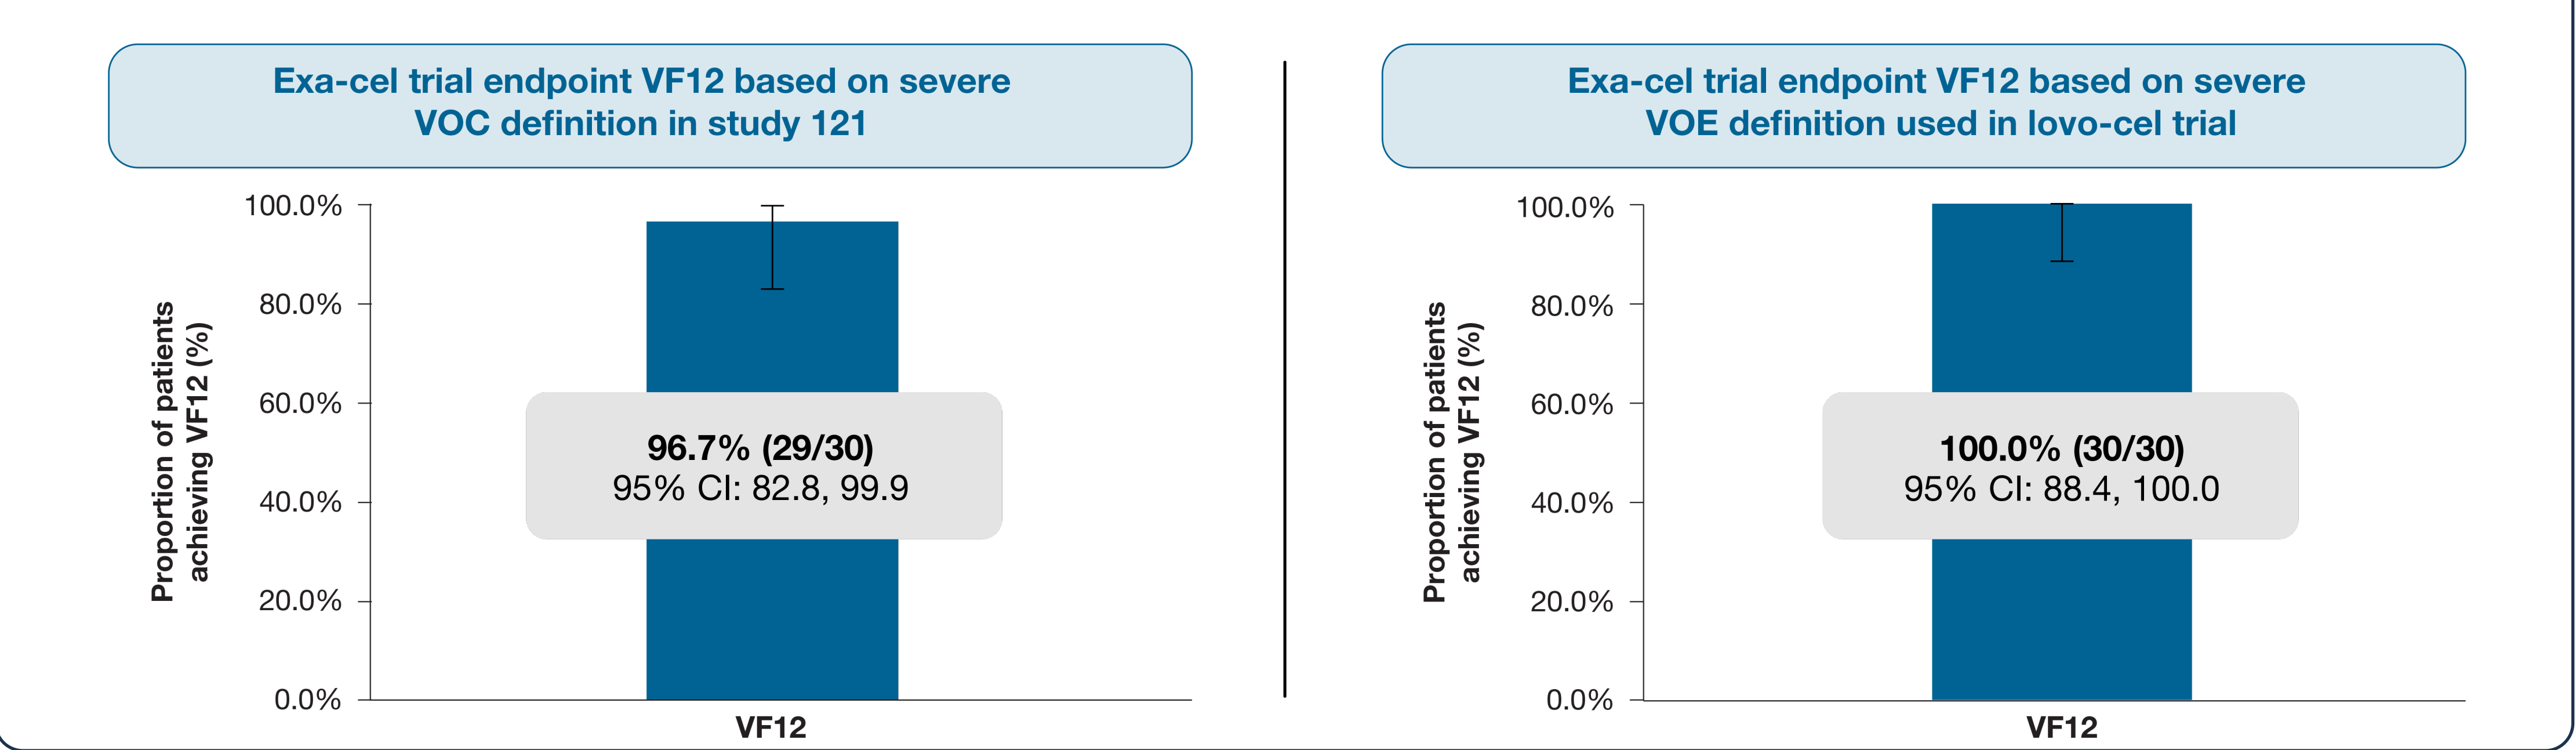 Exa-cel trial endpoint VF12 based on severe
VOC definition in study 121
Proportion of patients
achieving VF12 (%)
100.0%
80.0%
60.0%
40.0%
20.0%
0.0%
96.7% (29/30)
95% CI: 82.8, 99.9
VF12
Exa-cel trial endpoint VF12 based on severe
VOE definition used in lovo-cel trial
Proportion of patients
achieving VF12 (%)
100.0%
80.0%
60.0%
40.0%
20.0%
0.0%
100.0% (30/30)
95% CI: 88.4, 100.0
VF12